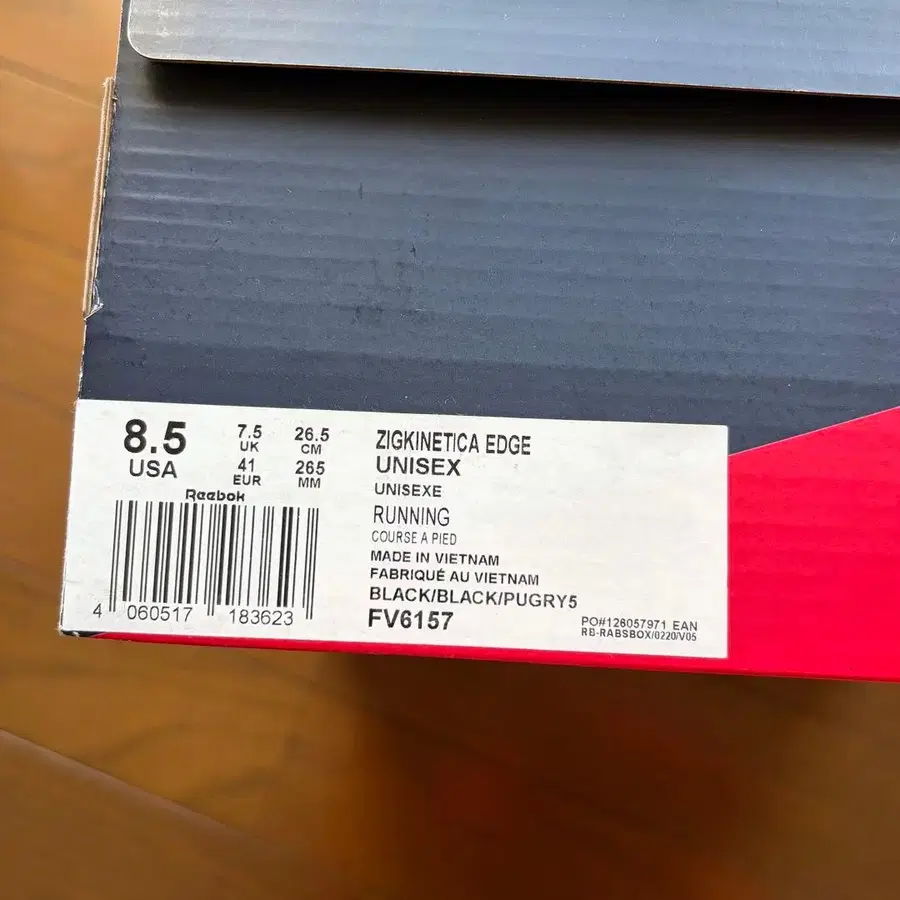 8.5
USA
7.5
UK
41
EUR
26.5
CM
265
MM
Reebok
4 060517 183623
ZIGKINETICA EDGE
UNISEX
UNISEXE
RUNNING
COURSE A PIED
MADE IN VIETNAM
FABRIQUÉ AU VIETNAM
BLACK/BLACK/PUGRY5
FV6157
PO#126057971 EAN
RB-RABSBOX/0220/V05